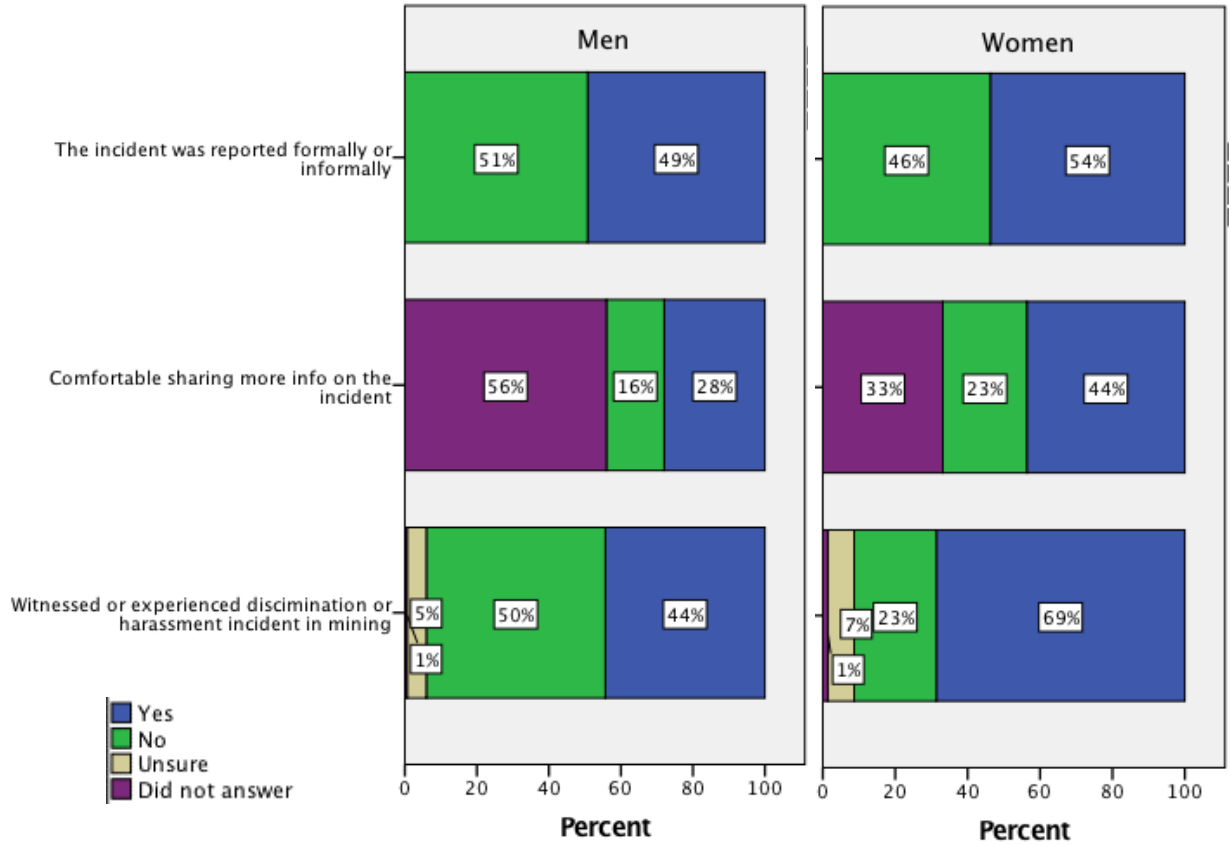 Men
Women
The incident was reported formally or
informally
51%
49%
46%
54%
Comfortable sharing more info on the
incident
56%
16%
28%
33%
23%
44%
Witnessed or experienced discimination or
harassment incident in mining
5%
1%
50%
44%
7%
1%
23%
69%
Yes
No
Unsure
Did not answer
0 20 40 60 80 100
Percent
0 20 40 60 80 100
Percent